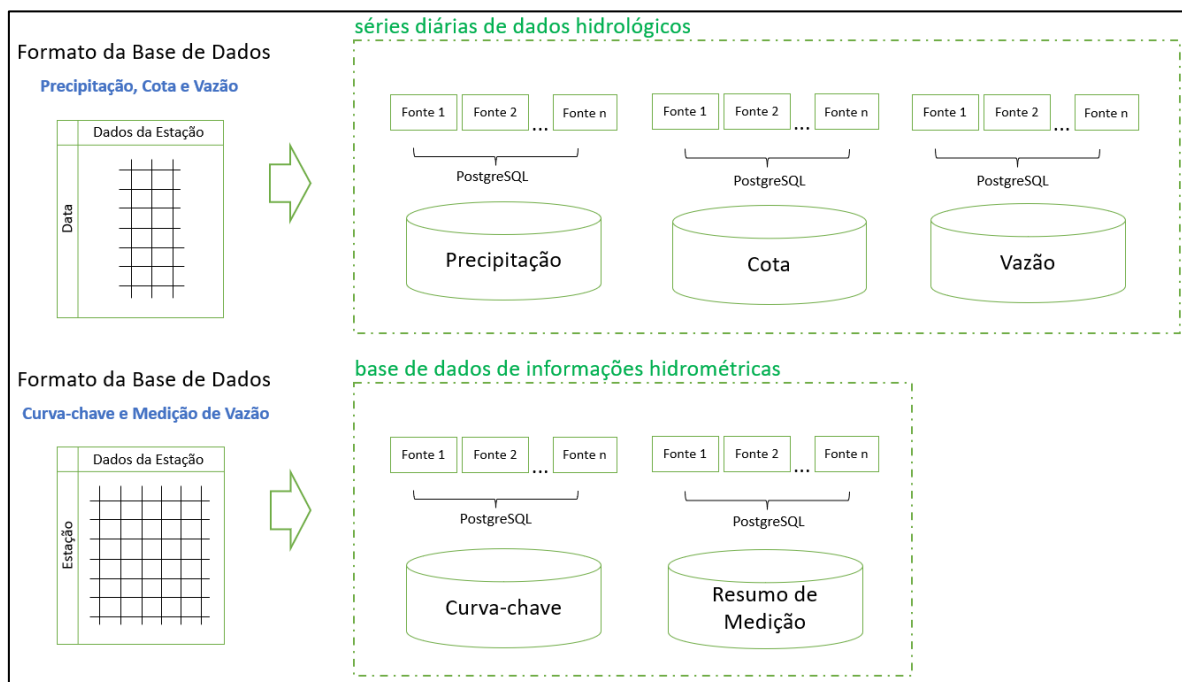 séries diárias de dados hidrológicos
Formato da Base de Dados
Precipitação, Cota e Vazão
Dados da Estação
Data
Fonte 1 Fonte 2 ... Fonte n
Fonte 1 Fonte 2 ... Fonte n
Fonte 1 Fonte 2 ... Fonte n
PostgreSQL
PostgreSQL
PostgreSQL
Precipitação
Cota
Vazão
base de dados de informações hidrométricas
Formato da Base de Dados
Curva-chave e Medição de Vazão
Dados da Estação
Estação
Fonte 1 Fonte 2 ... Fonte n
Fonte 1 Fonte 2 ... Fonte n
PostgreSQL
PostgreSQL
Curva-chave
Resumo de
Medição